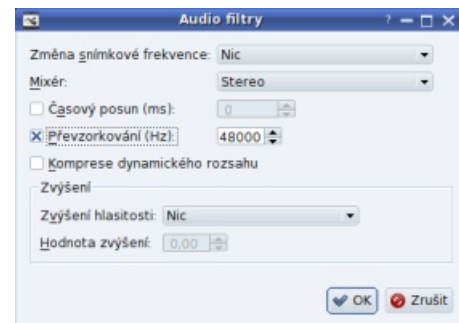 Audio filtry
Změna snímkové frekvence: Nic
Mixér: Stereo
Časový posun (ms): 0
Převzorkování (Hz): 48000
Komprese dynamického rozsahu
Zvýšení
Zvýšení hlasitosti: Nic
Hodnota zvýšení: 0,00
OK Zrušit